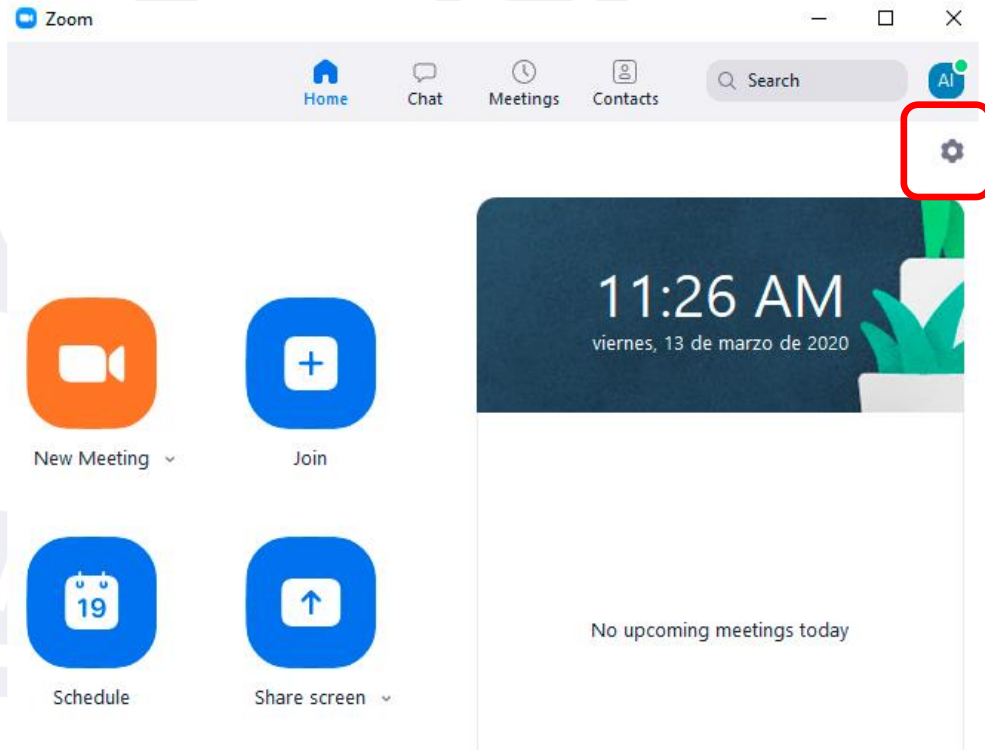 Zoom
Home
Chat
Meetings
Contacts
Search
AI
11:26 AM
viernes, 13 de marzo de 2020
New Meeting
Join
19
Schedule
Share screen
No upcoming meetings today